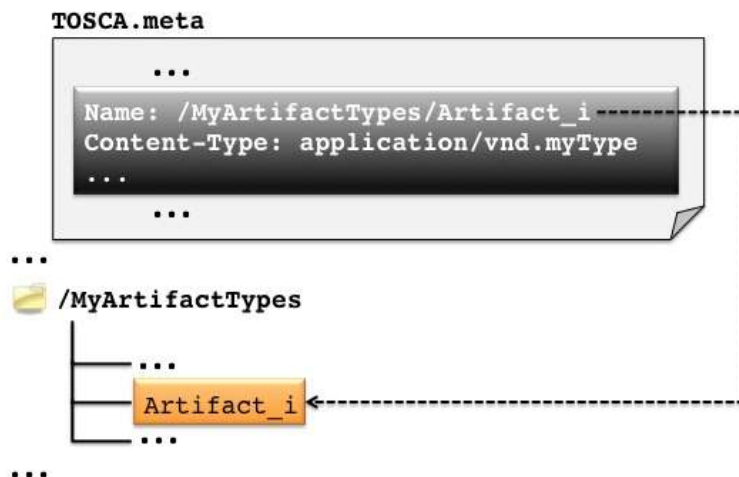 TOSCA.meta
...
Name: /MyArtifactTypes/Artifact_i
Content-Type: application/vnd.myType
...
...
...
/MyArtifactTypes
...
Artifact_i
...
...